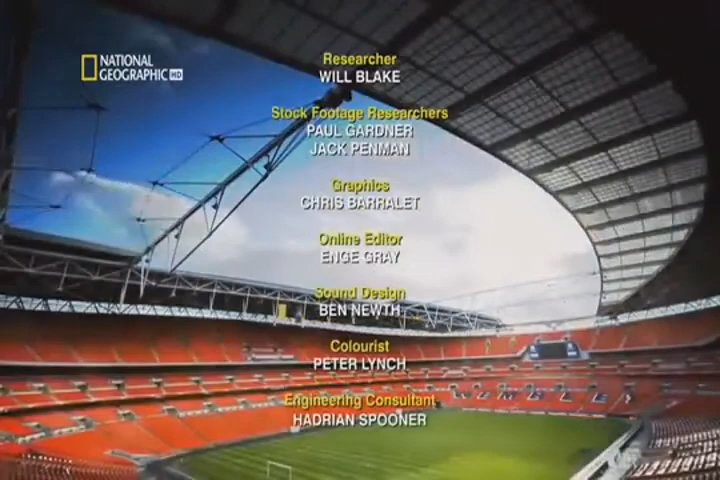 NATIONAL
GEOGRAPHIC HD
Researcher
WILL BLAKE
Stock Footage Researchers
PAUL GARDNER
JACK PENMAN
Graphics
CHRIS BARRALET
Online Editor
ENGE GRAY
Sound Design
BEN NEWTH
Colourist
PETER LYNCH
Engineering Consultant
HADRIAN SPOONER
WEMBLEY